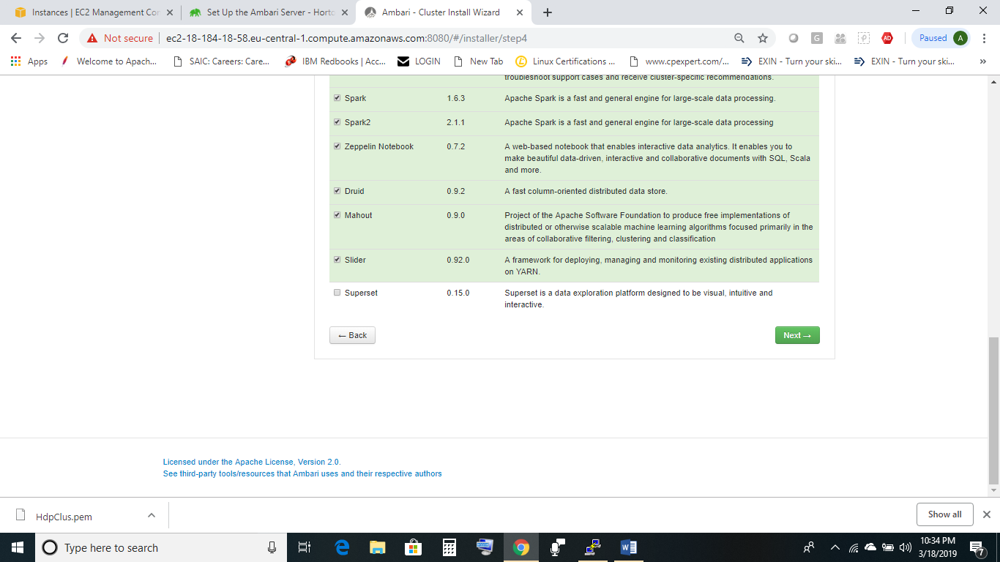 Instances | EC2 Management Con
Set Up the Ambari Server - Horto
Ambari - Cluster Install Wizard
Not secure | ec2-18-184-18-58.eu-central-1.compute.amazonaws.com:8080/#/installer/step4
G
AD
Paused A
Apps
Welcome to Apach...
SAIC: Careers: Care...
IBM Redbooks | Acc...
LOGIN
New Tab
Linux Certifications ...
www.cpexpert.com/...
EXIN - Turn your ski...
EXIN - Turn your ski...
»
troubleshoot support cases and receive cluster-specific recommendations.
Spark 1.6.3 Apache Spark is a fast and general engine for large-scale data processing.
Spark2 2.1.1 Apache Spark is a fast and general engine for large-scale data processing
Zeppelin Notebook 0.7.2 A web-based notebook that enables interactive data analytics. It enables you to
make beautiful data-driven, interactive and collaborative documents with SQL, Scala
and more.
Druid 0.9.2 A fast column-oriented distributed data store.
Mahout 0.9.0 Project of the Apache Software Foundation to produce free implementations of
distributed or otherwise scalable machine learning algorithms focused primarily in the
areas of collaborative filtering, clustering and classification
Slider 0.92.0 A framework for deploying, managing and monitoring existing distributed applications
on YARN.
Superset 0.15.0 Superset is a data exploration platform designed to be visual, intuitive and
interactive.
← Back
Next →
Licensed under the Apache License, Version 2.0.
See third-party tools/resources that Ambari uses and their respective authors
HdpClus.pem
Show all
Type here to search
10:34 PM
3/18/2019
7